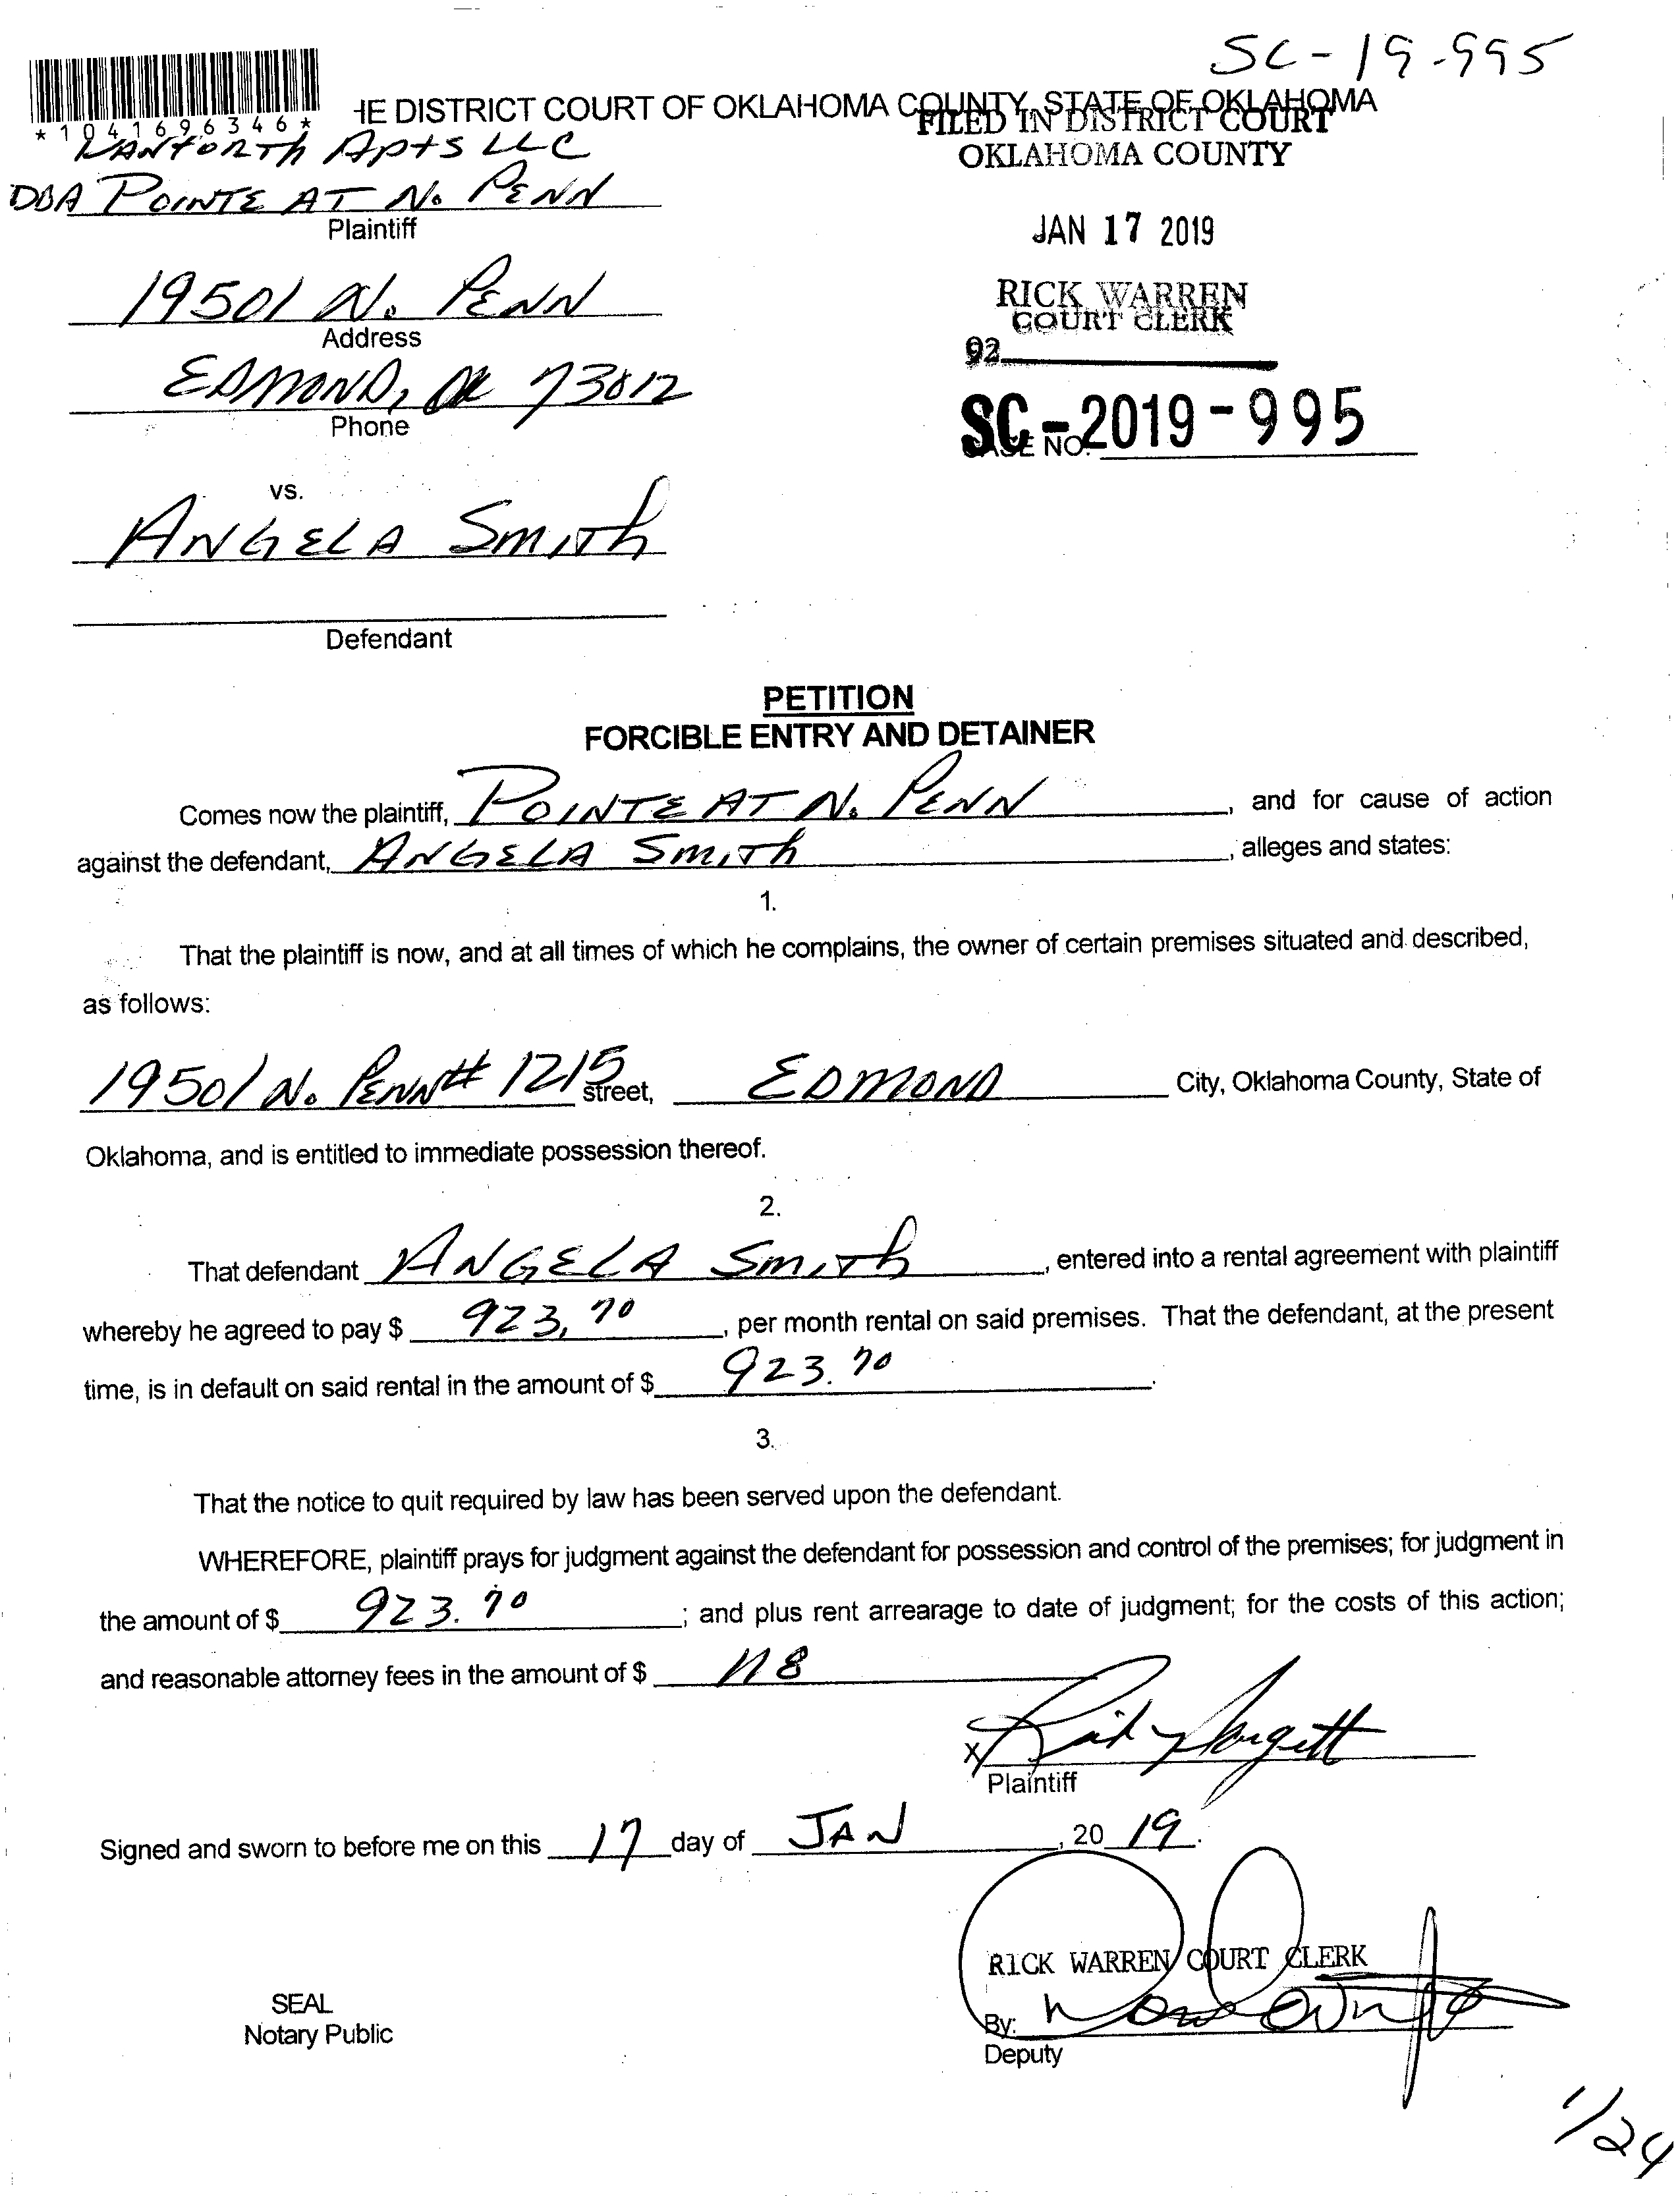 SC-19-995
*1041696346*
HE DISTRICT COURT OF OKLAHOMA COUNTY, STATE OF OKLAHOMA
FILED IN DISTRICT COURT
OKLAHOMA COUNTY
Apts LLC
DBA POINTE AT N. PENN
Plaintiff
JAN 17 2019
19501 N. PENN
Address
RICK WARREN
COURT CLERK
92
EDMOND, OK 73012
Phone
SC-2019-995
CASE NO.
vs.
ANGELA SMITH
Defendant
PETITION
FORCIBLE ENTRY AND DETAINER
Comes now the plaintiff, POINTE AT N. PENN, and for cause of action
against the defendant, ANGELA SMITH, alleges and states:
1.
That the plaintiff is now, and at all times of which he complains, the owner of certain premises situated and described,
as follows:
19501 N. PENN # 1215 street, EDMOND City, Oklahoma County, State of
Oklahoma, and is entitled to immediate possession thereof.
2.
That defendant ANGELA SMITH, entered into a rental agreement with plaintiff
whereby he agreed to pay $ 923.70, per month rental on said premises. That the defendant, at the present
time, is in default on said rental in the amount of $ 923.70.
3.
That the notice to quit required by law has been served upon the defendant.
WHEREFORE, plaintiff prays for judgment against the defendant for possession and control of the premises; for judgment in
the amount of $ 923.70; and plus rent arrearage to date of judgment; for the costs of this action;
and reasonable attorney fees in the amount of $
X
Plaintiff
Signed and sworn to before me on this 17 day of JAN, 20 19.
RICK WARREN COURT CLERK
SEAL
Notary Public
By:
Deputy
1/24